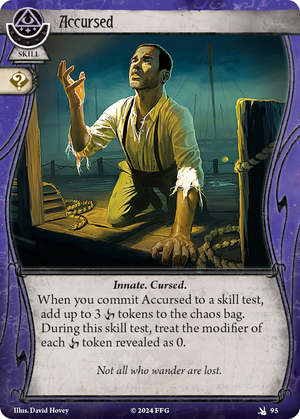 Accursed
SKILL
?
Innate. Cursed.
When you commit Accursed to a skill test,
add up to 3 tokens to the chaos bag.
During this skill test, treat the modifier of
each token revealed as 0.
Not all who wander are lost.
Illus. David Hovey
© 2024 FFG
95